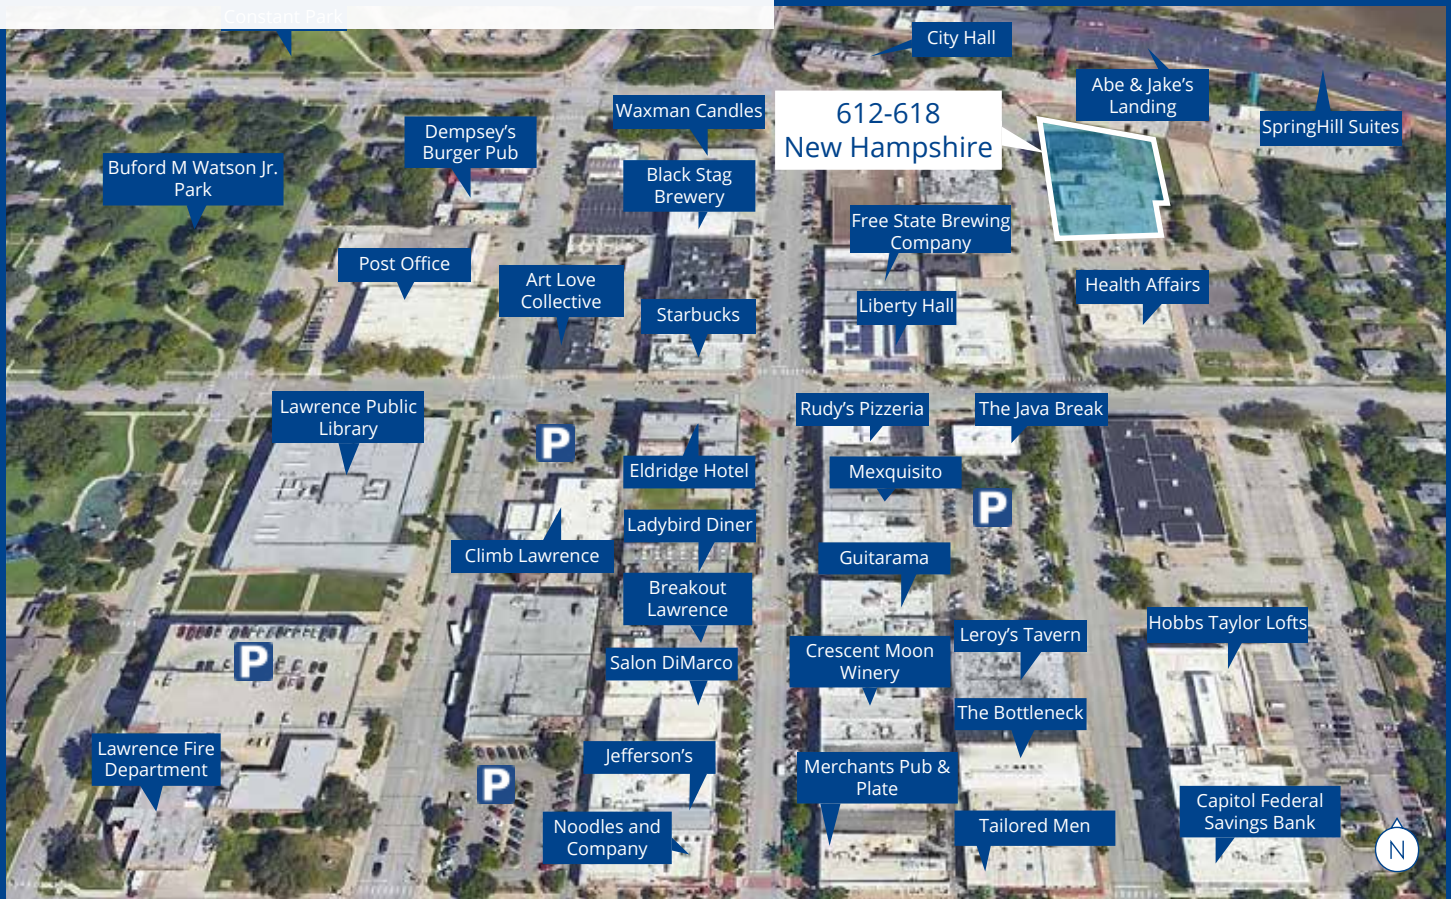 Constant Park
City Hall
Abe & Jake's
Landing
SpringHill Suites
612-618
New Hampshire
Waxman Candles
Dempsey's
Burger Pub
Buford M Watson Jr.
Park
Black Stag
Brewery
Free State Brewing
Company
Post Office
Art Love
Collective
Health Affairs
Starbucks
Liberty Hall
Lawrence Public
Library
Rudy's Pizzeria
The Java Break
P
Eldridge Hotel
Mexquisito
P
Ladybird Diner
Climb Lawrence
Guitarama
Breakout
Lawrence
Hobbs Taylor Lofts
Leroy's Tavern
Crescent Moon
Winery
P
Salon DiMarco
The Bottleneck
Lawrence Fire
Department
Jefferson's
Merchants Pub &
Plate
P
Capitol Federal
Savings Bank
Noodles and
Company
Tailored Men
N